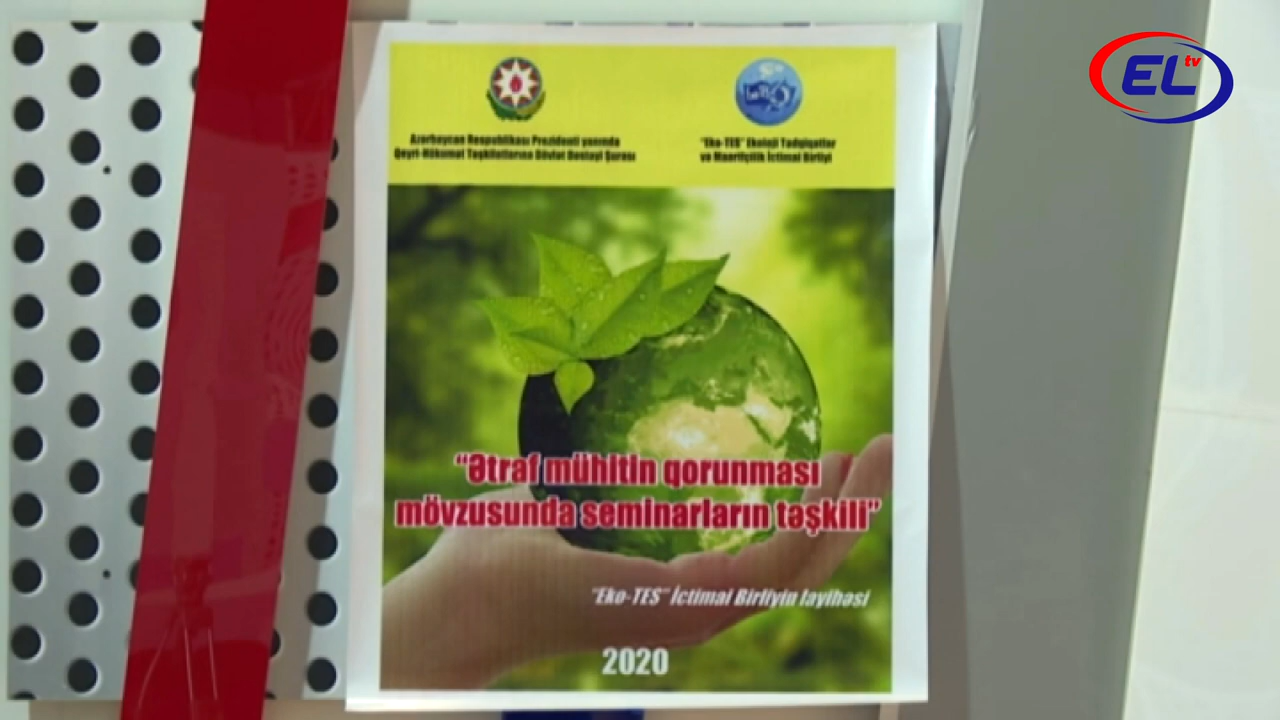 EL tv
Azərbaycan Respublikası Prezidenti yanında
Qeyri-Hökumət Təşkilatlarına Dövlət Dəstəyi Şurası
"Eko-TES" Ekoloji Tədqiqatlar
və Maarifçilik İctimai Birliyi
"Ətraf mühitin qorunması
mövzusunda seminarların təşkili"
"Eko-TES" İctimai Birliyin layihəsi
2020